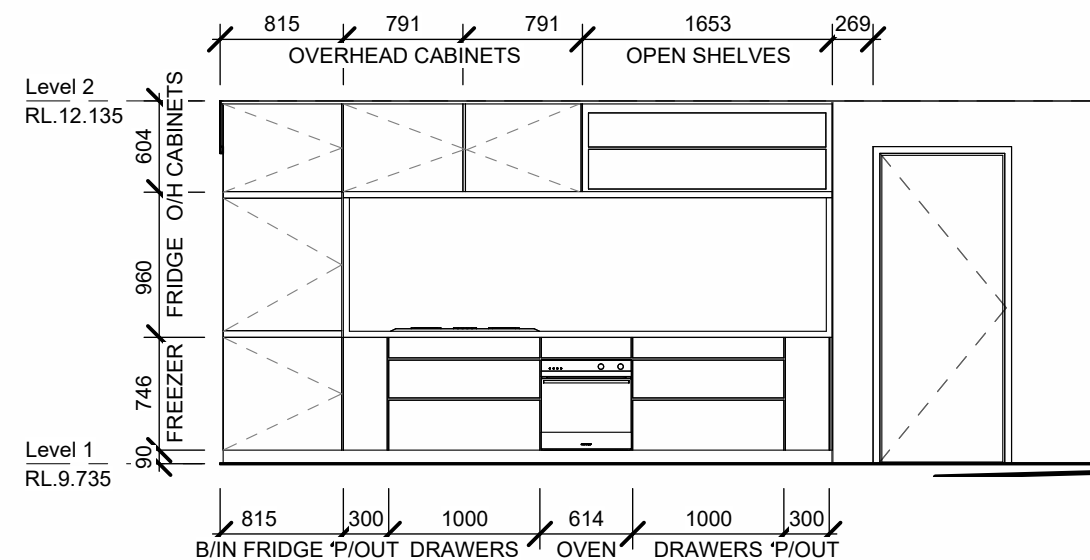 815 791 791 1653 269
OVERHEAD CABINETS OPEN SHELVES
Level 2
RL.12.135
604
960
746
90
O/H CABINETS
FRIDGE
FREEZER
Level 1
RL.9.735
815 300 1000 614 1000 300
B/IN FRIDGE P/OUT DRAWERS OVEN DRAWERS P/OUT